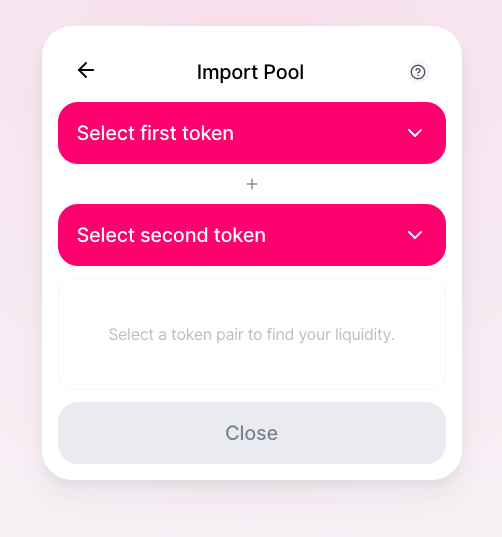 Import Pool
?
Select first token
+
Select second token
Select a token pair to find your liquidity.
Close